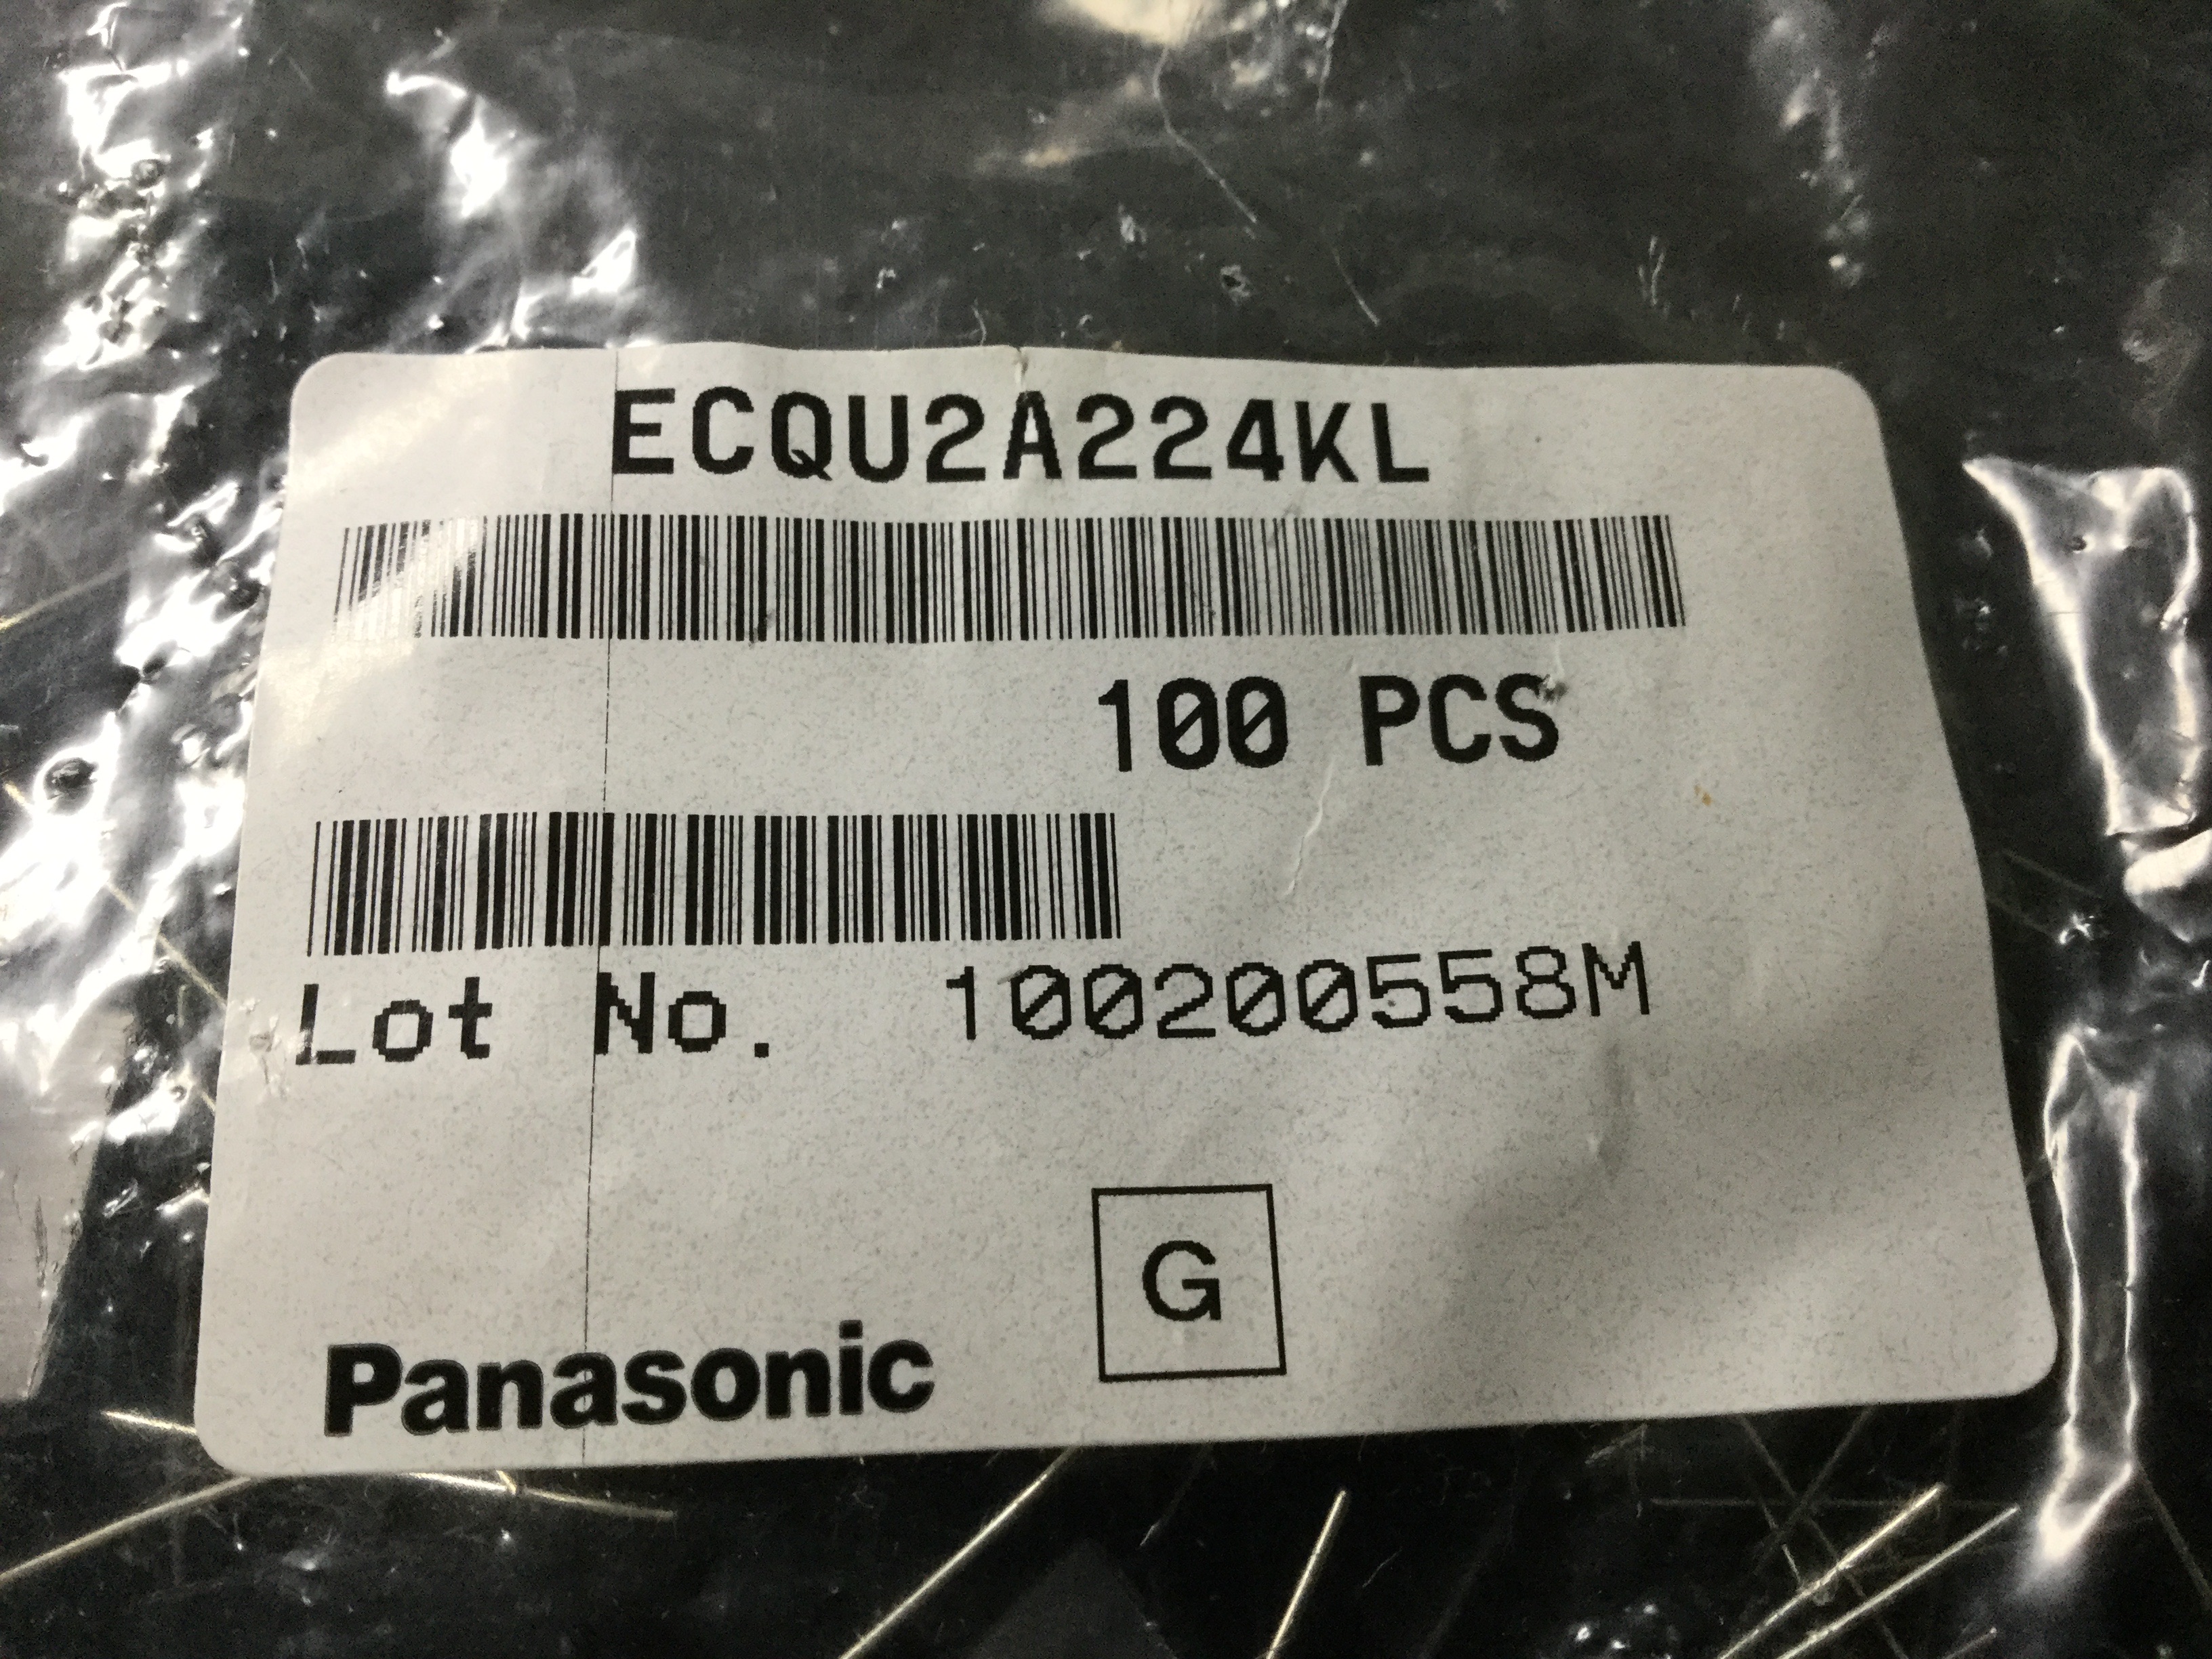 ECQU2A224KL
100 PCS
Lot No. 100200558M
G
Panasonic